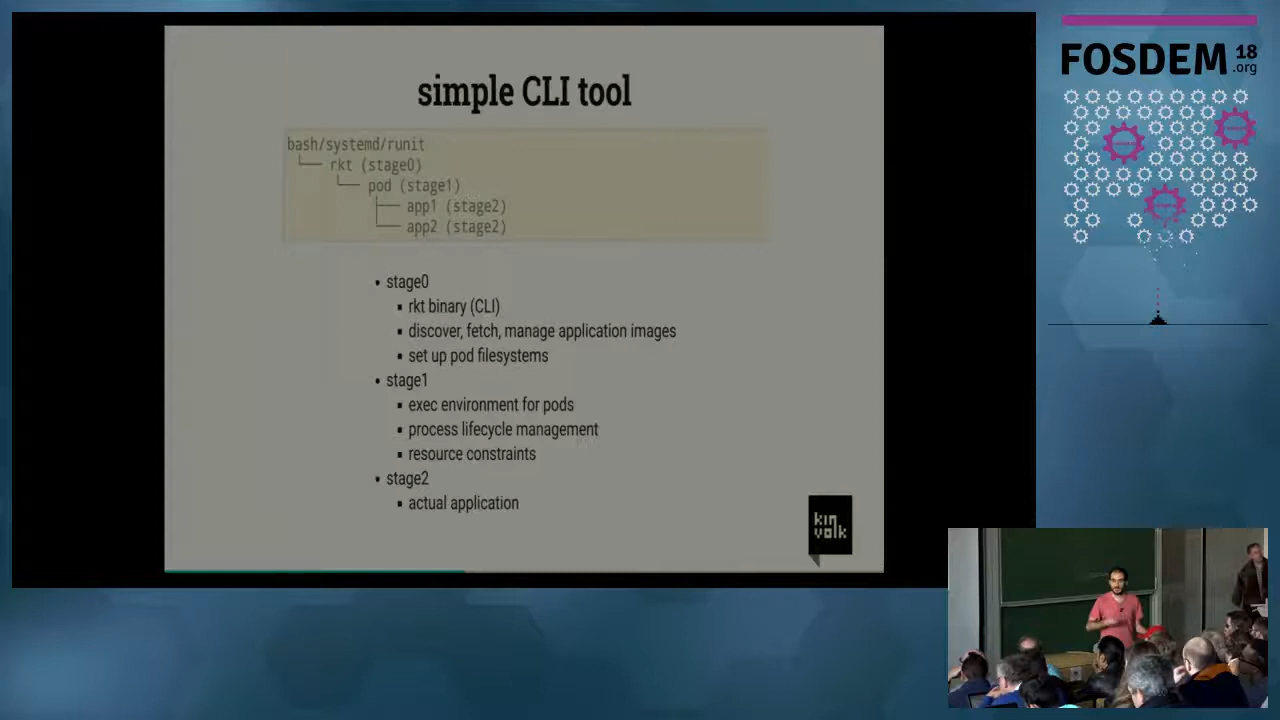 simple CLI tool
bash/systemd/runit
└── rkt (stage0)
└── pod (stage1)
├── app1 (stage2)
└── app2 (stage2)
• stage0
▪ rkt binary (CLI)
▪ discover, fetch, manage application images
▪ set up pod filesystems
• stage1
▪ exec environment for pods
▪ process lifecycle management
▪ resource constraints
• stage2
▪ actual application
kin
volk
FOSDEM 18
.org